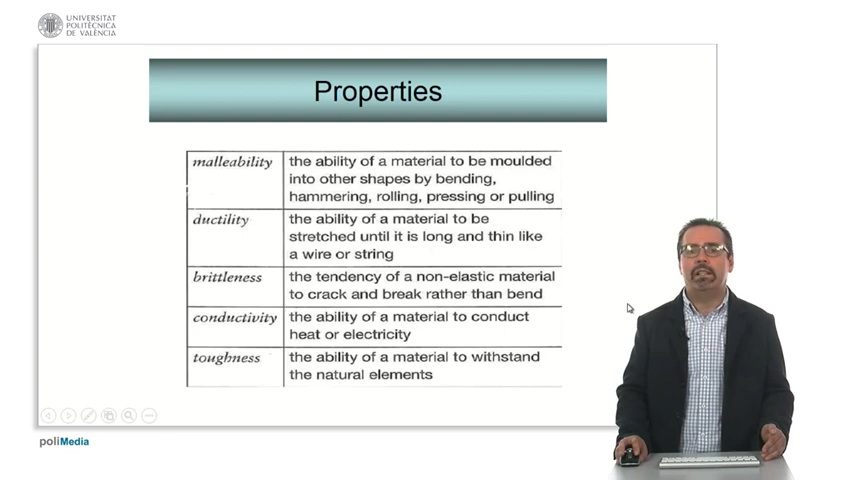 UNIVERSITAT
POLITÈCNICA
DE VALÈNCIA
Properties
malleability the ability of a material to be moulded
into other shapes by bending,
hammering, rolling, pressing or pulling
ductility the ability of a material to be
stretched until it is long and thin like
a wire or string
brittleness the tendency of a non-elastic material
to crack and break rather than bend
conductivity the ability of a material to conduct
heat or electricity
toughness the ability of a material to withstand
the natural elements
poliMedia